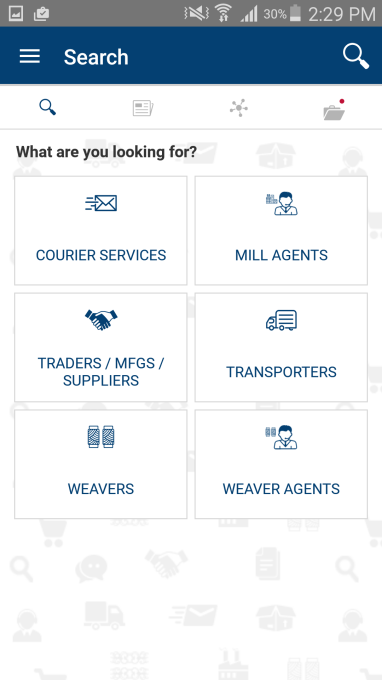 30% 2:29 PM
Search
What are you looking for?
COURIER SERVICES
MILL AGENTS
TRADERS / MFGS /
SUPPLIERS
TRANSPORTERS
WEAVERS
WEAVER AGENTS